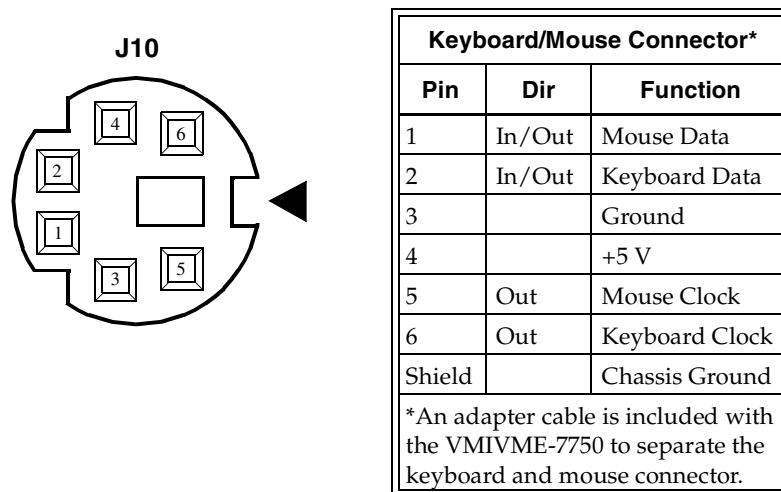 J10
4
6
2
1
3
5
Keyboard/Mouse Connector*
Pin Dir Function
1 In/Out Mouse Data
2 In/Out Keyboard Data
3 Ground
4 +5 V
5 Out Mouse Clock
6 Out Keyboard Clock
Shield Chassis Ground
*An adapter cable is included with
the VMIVME-7750 to separate the
keyboard and mouse connector.